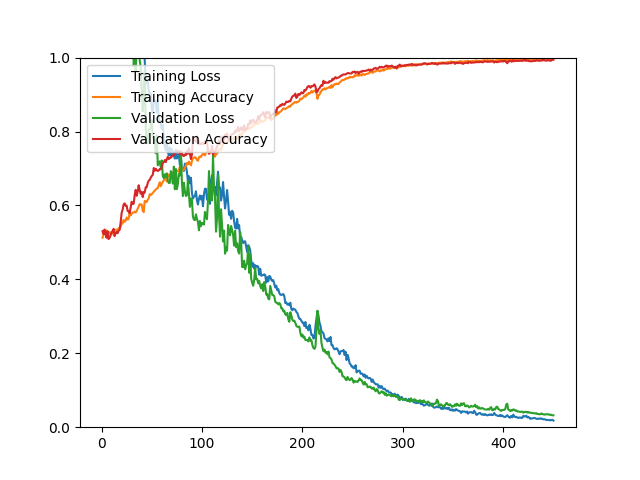 1.0
0.8
0.6
0.4
0.2
0.0
Training Loss
Training Accuracy
Validation Loss
Validation Accuracy
0 100 200 300 400